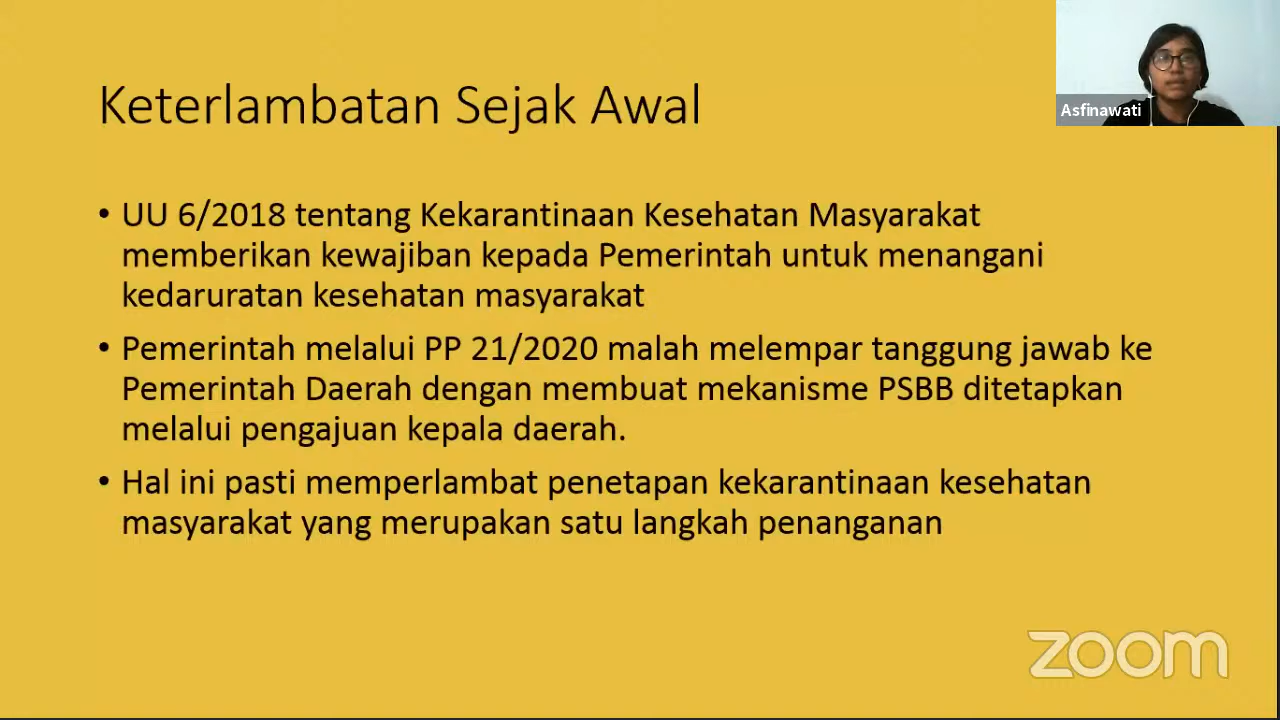 Keterlambatan Sejak Awal
Asfinawati
• UU 6/2018 tentang Kekarantinaan Kesehatan Masyarakat
memberikan kewajiban kepada Pemerintah untuk menangani
kedaruratan kesehatan masyarakat
• Pemerintah melalui PP 21/2020 malah melempar tanggung jawab ke
Pemerintah Daerah dengan membuat mekanisme PSBB ditetapkan
melalui pengajuan kepala daerah.
• Hal ini pasti memperlambat penetapan kekarantinaan kesehatan
masyarakat yang merupakan satu langkah penanganan
zoom